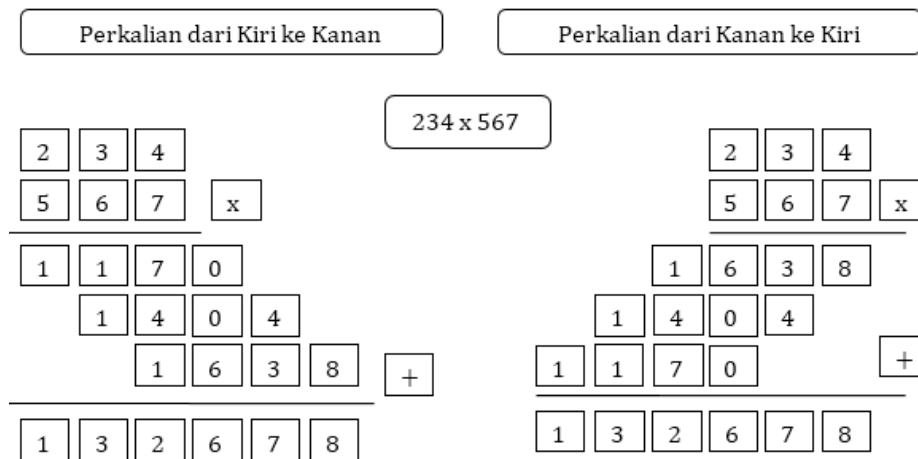 Perkalian dari Kiri ke Kanan
Perkalian dari Kanan ke Kiri
234 x 567
2 3 4
5 6 7 x
1 1 7 0
1 4 0 4
1 6 3 8 +
1 3 2 6 7 8
2 3 4
5 6 7 x
1 6 3 8
1 4 0 4
1 1 7 0 +
1 3 2 6 7 8